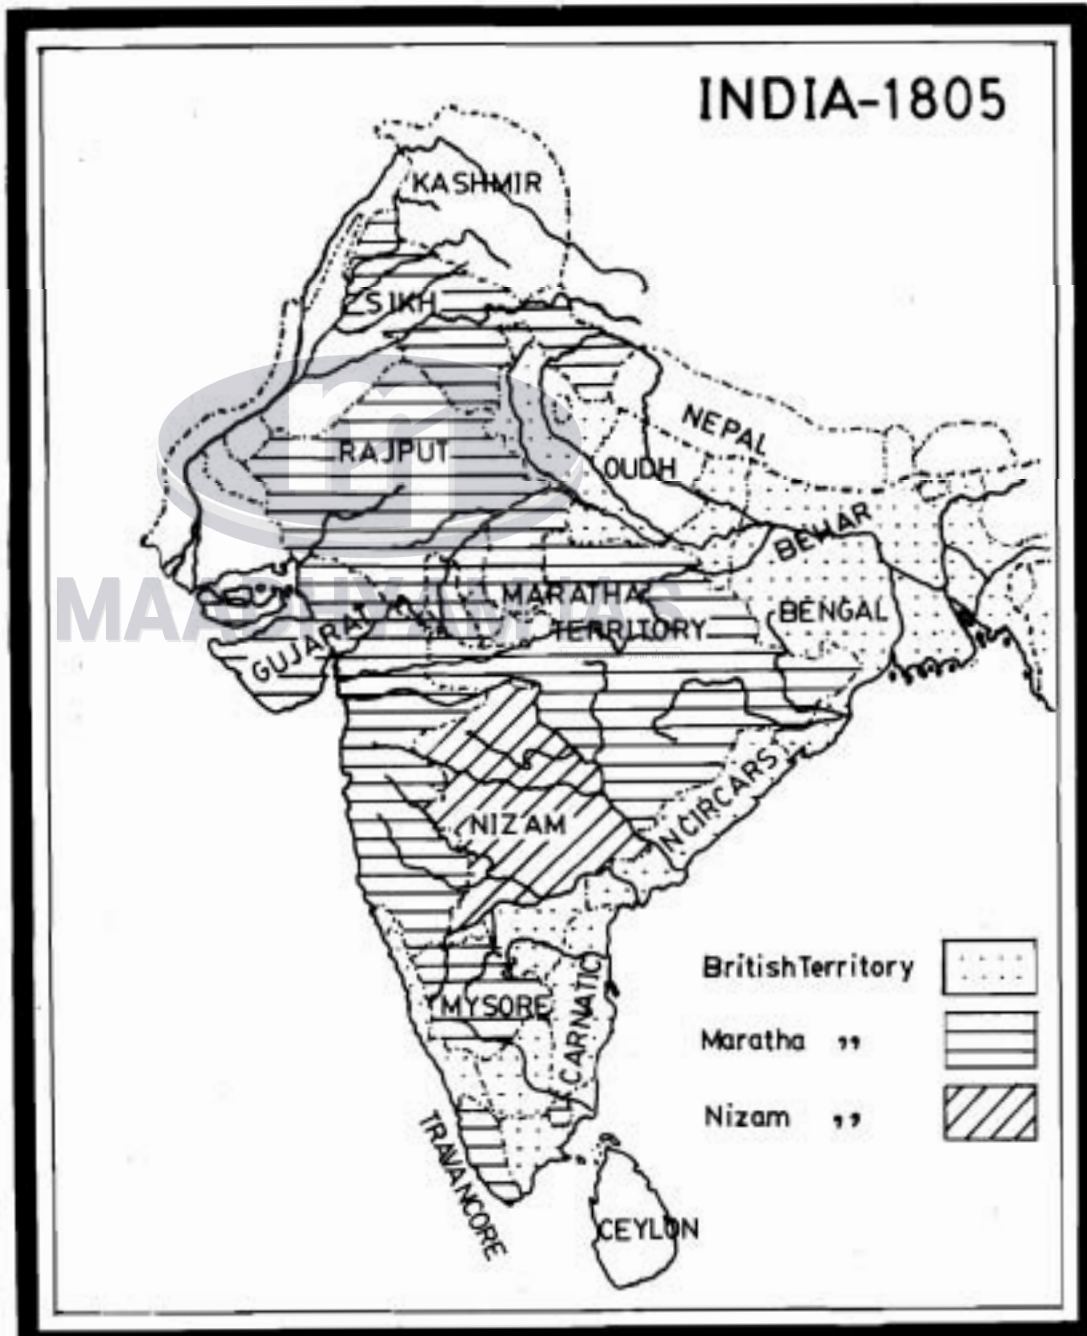 INDIA-1805
KASHMIR
SIKH
RAJPUT
NEPAL
OUDH
BEHAR
MARATHA
TERRITORY
BENGAL
GUJARAT
NIZAM
N CIRCARS
MYSORE
CARNATIC
TRAVANCORE
CEYLON
British Territory
Maratha ,,
Nizam ,,